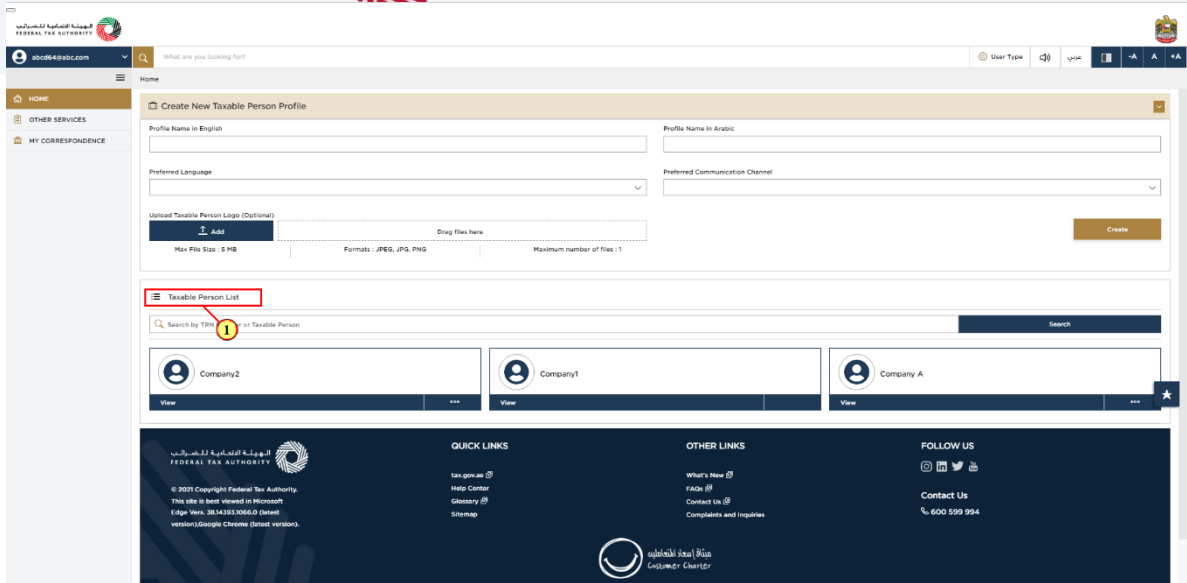 الهيئة الاتحادية للضرائب
FEDERAL TAX AUTHORITY
abcd64@abc.com
What are you looking for?
User Type
عربي
-A A +A
Home
HOME
OTHER SERVICES
MY CORRESPONDENCE
Create New Taxable Person Profile
Profile Name in English
Profile Name in Arabic
Preferred Language
Preferred Communication Channel
Upload Taxable Person Logo (Optional)
Add
Drag files here
Create
Max File Size : 5 MB
Formats : JPEG, JPG, PNG
Maximum number of files : 1
Taxable Person List
Search by TRN or Taxable Person
Search
1
Company2
Company1
Company A
View
View
View
الهيئة الاتحادية للضرائب
FEDERAL TAX AUTHORITY
© 2021 Copyright Federal Tax Authority.
This site is best viewed in Microsoft
Edge Vers. 38.14393.1066.0 (latest
version),Google Chrome (latest version).
QUICK LINKS
tax.gov.ae
Help Center
Glossary
Sitemap
OTHER LINKS
What's New
FAQs
Contact Us
Complaints and Inquiries
FOLLOW US
Contact Us
600 599 994
ميثاق إسعاد المتعاملين
Customer Charter